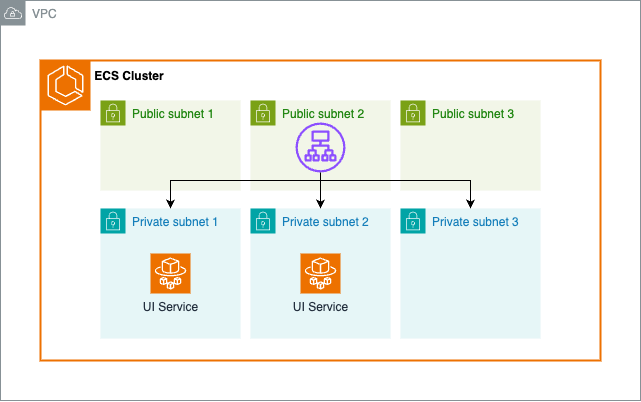 VPC
ECS Cluster
Public subnet 1
Public subnet 2
Public subnet 3
Private subnet 1
Private subnet 2
Private subnet 3
UI Service
UI Service